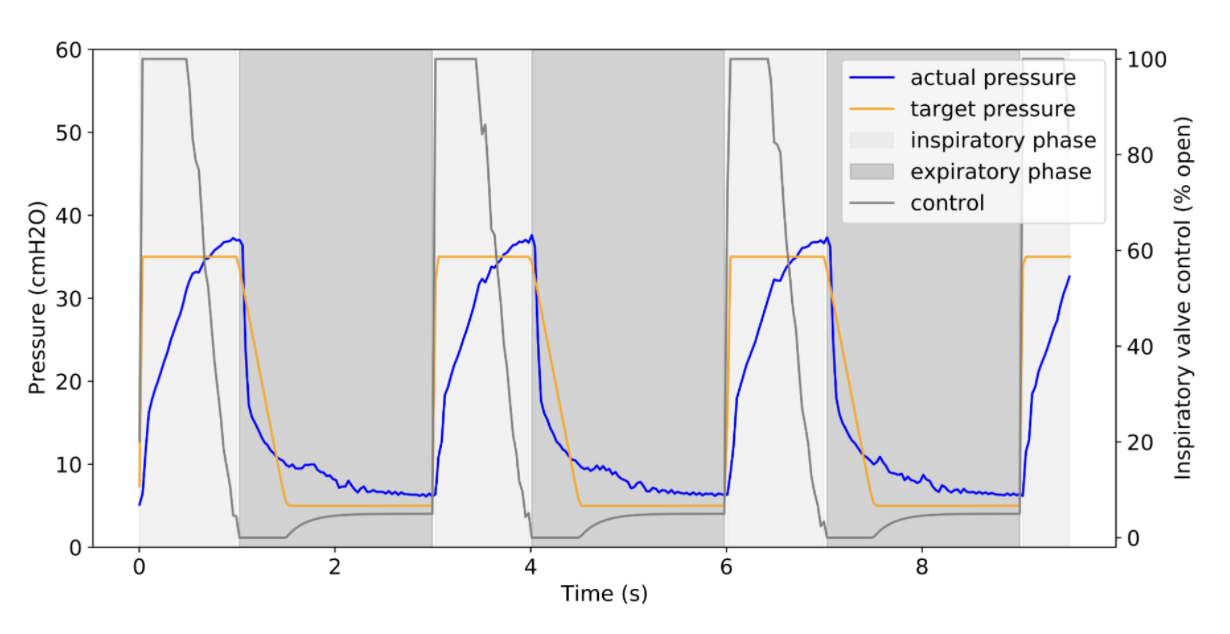 60
50
40
30
20
10
0
Pressure (cmH2O)
0
2
4
6
8
Time (s)
100
80
60
40
20
0
Inspiratory valve control (% open)
actual pressure
target pressure
inspiratory phase
expiratory phase
control